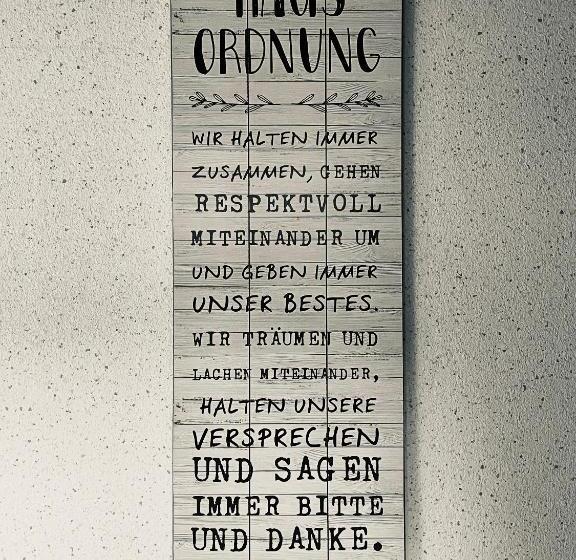 HAUS
ORDNUNG
WIR HALTEN IMMER
ZUSAMMEN, GEHEN
RESPEKTVOLL
MITEINANDER UM
UND GEBEN IMMER
UNSER BESTES.
WIR TRÄUMEN UND
LACHEN MITEINANDER,
HALTEN UNSERE
VERSPRECHEN
UND SAGEN
IMMER BITTE
UND DANKE.